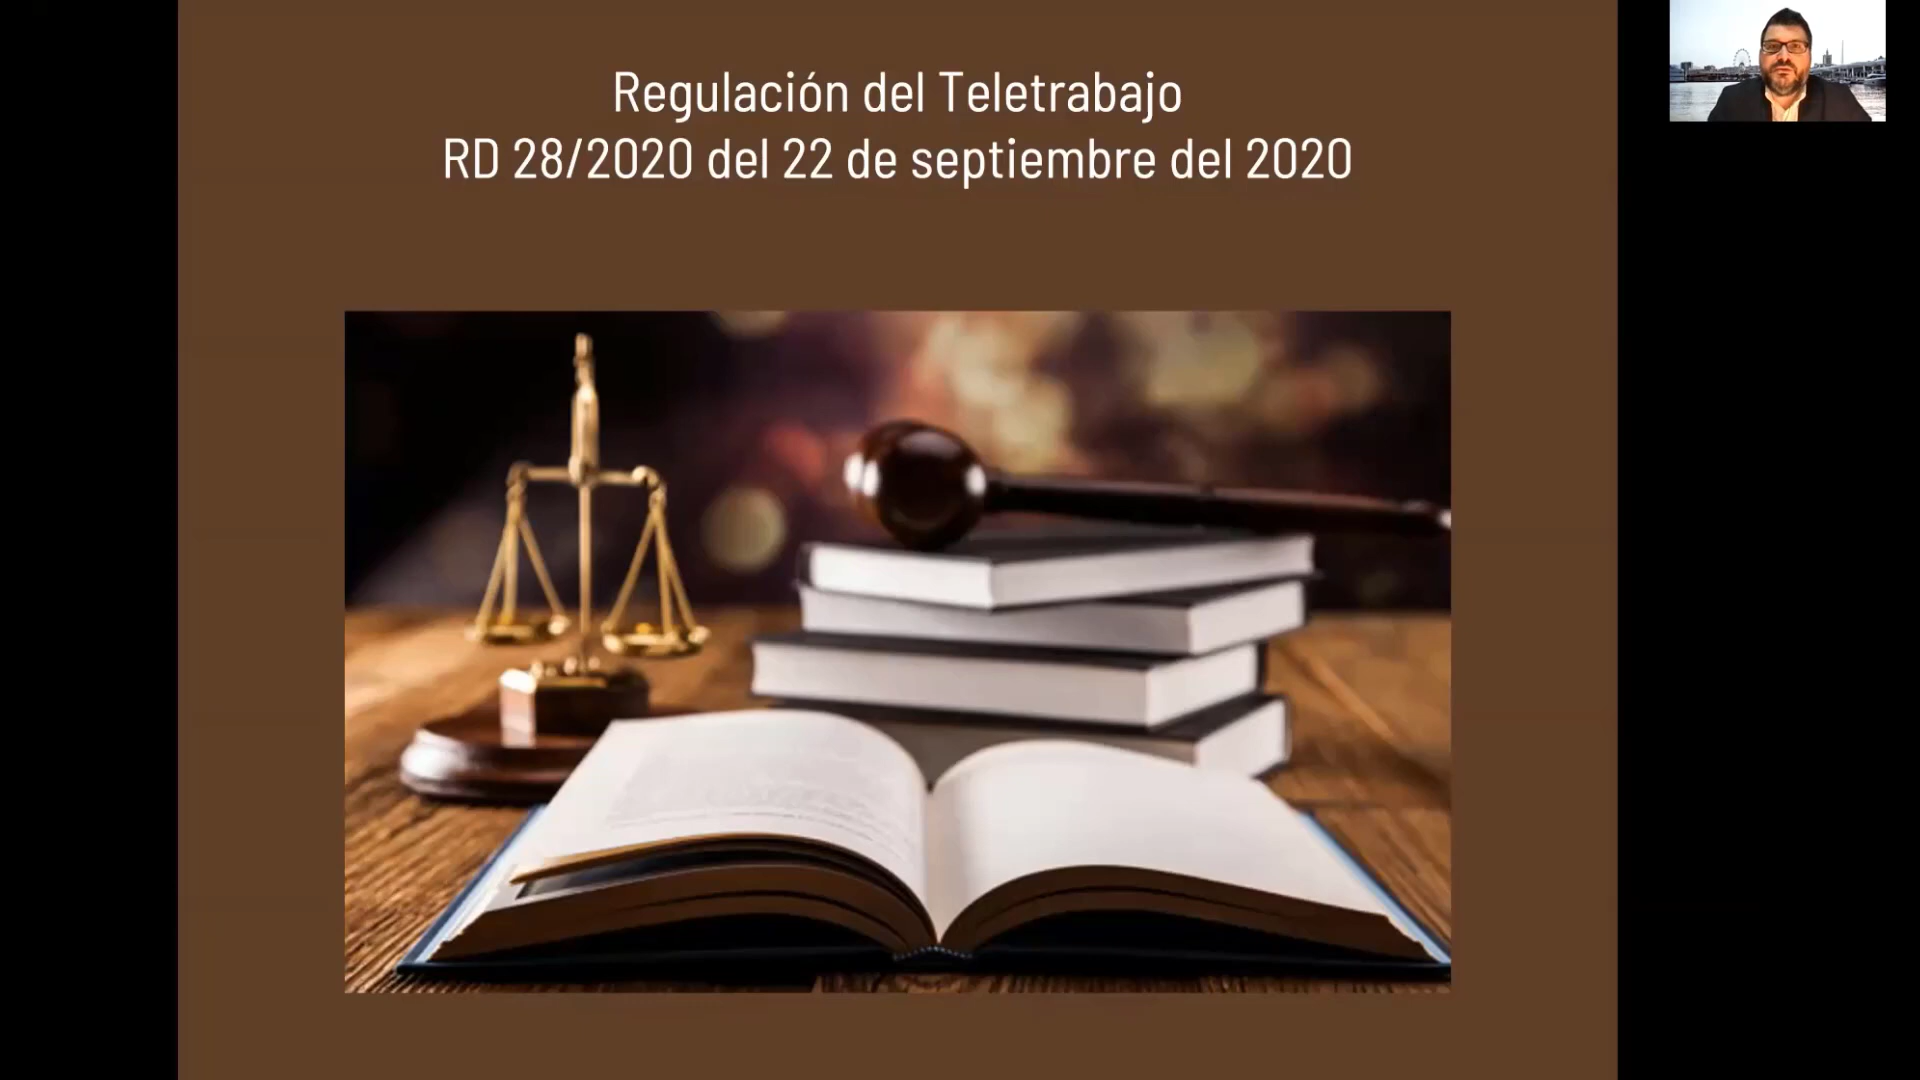 Regulación del Teletrabajo
RD 28/2020 del 22 de septiembre del 2020